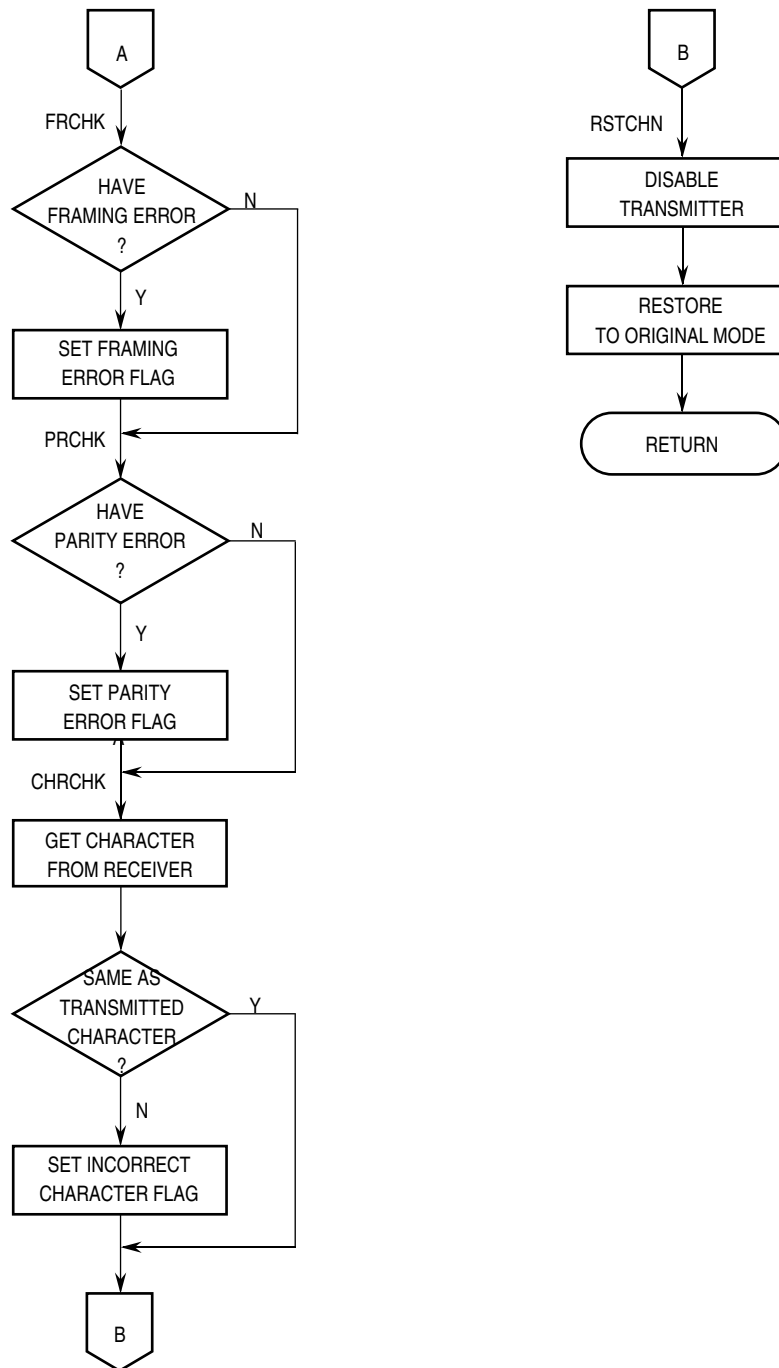 A
FRCHK
HAVE
FRAMING ERROR
?
N
Y
SET FRAMING
ERROR FLAG
PRCHK
HAVE
PARITY ERROR
?
N
Y
SET PARITY
ERROR FLAG
CHRCHK
GET CHARACTER
FROM RECEIVER
SAME AS
TRANSMITTED
CHARACTER
?
Y
N
SET INCORRECT
CHARACTER FLAG
B
B
RSTCHN
DISABLE
TRANSMITTER
RESTORE
TO ORIGINAL MODE
RETURN